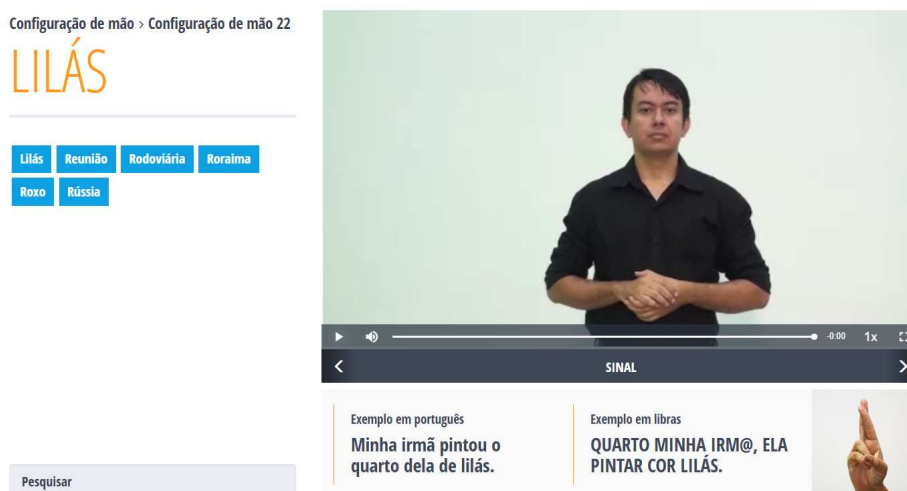 Configuração de mão > Configuração de mão 22
LILÁS
Lilás Reunião Rodoviária Roraima
Roxo Rússia
-0:00 1x
SINAL
Exemplo em português
Minha irmã pintou o
quarto dela de lilás.
Exemplo em libras
QUARTO MINHA IRM@, ELA
PINTAR COR LILÁS.
Pesquisar